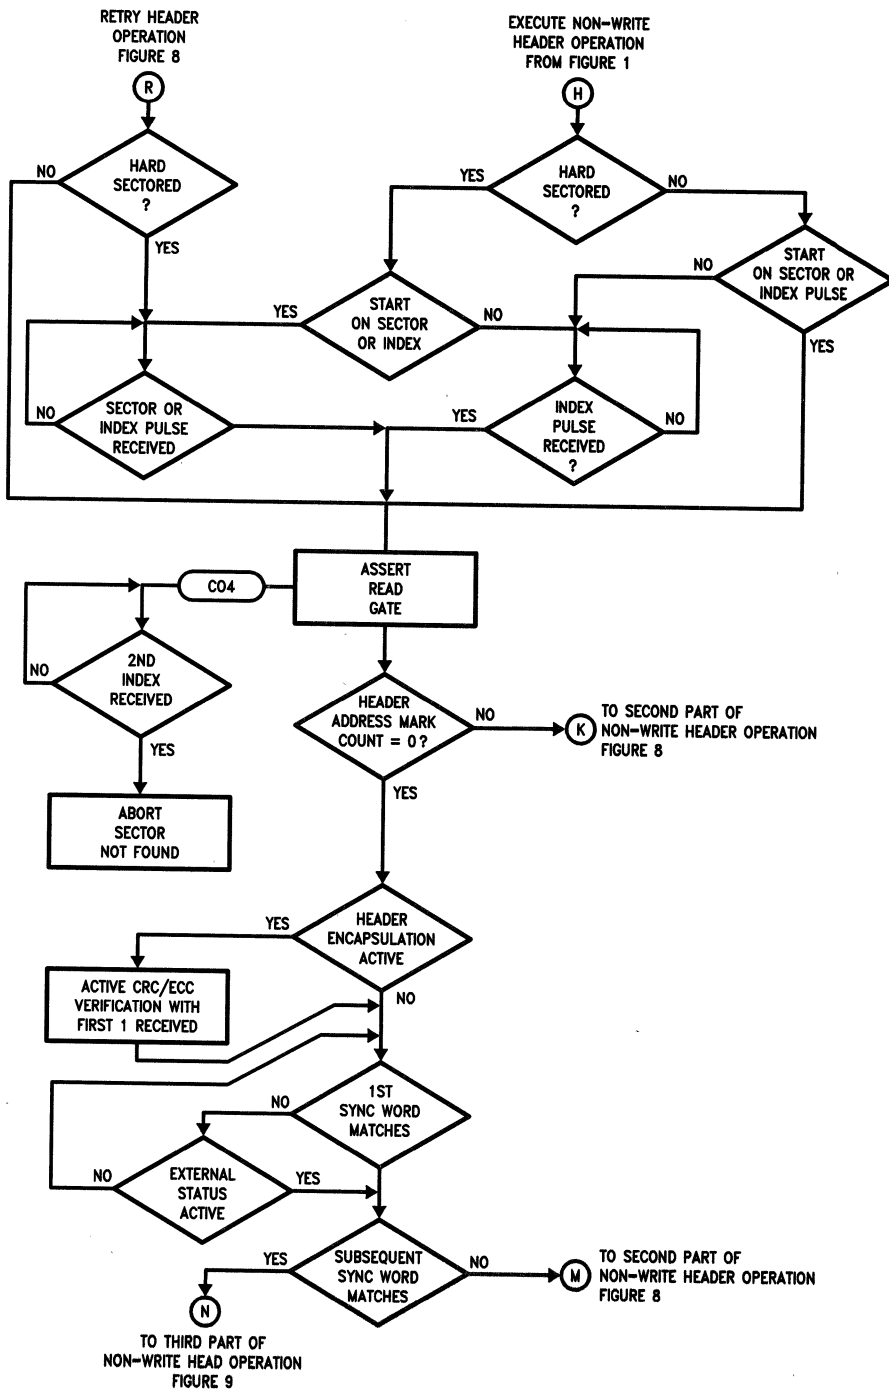 RETRY HEADER
OPERATION
FIGURE 8
R
EXECUTE NON-WRITE
HEADER OPERATION
FROM FIGURE 1
H
NO
HARD
SECTORED
?
YES
YES
HARD
SECTORED
?
NO
START
ON SECTOR OR
INDEX PULSE
NO
YES
YES
START
ON SECTOR
OR INDEX
NO
NO
SECTOR OR
INDEX PULSE
RECEIVED
YES
INDEX
PULSE
RECEIVED
?
NO
ASSERT
READ
GATE
CO4
NO
2ND
INDEX
RECEIVED
YES
ABORT
SECTOR
NOT FOUND
HEADER
ADDRESS MARK
COUNT = 0?
NO
K
TO SECOND PART OF
NON-WRITE HEADER OPERATION
FIGURE 8
YES
YES
HEADER
ENCAPSULATION
ACTIVE
NO
ACTIVE CRC/ECC
VERIFICATION WITH
FIRST 1 RECEIVED
NO
1ST
SYNC WORD
MATCHES
NO
EXTERNAL
STATUS
ACTIVE
YES
YES
SUBSEQUENT
SYNC WORD
MATCHES
NO
M
TO SECOND PART OF
NON-WRITE HEADER OPERATION
FIGURE 8
N
TO THIRD PART OF
NON-WRITE HEAD OPERATION
FIGURE 9